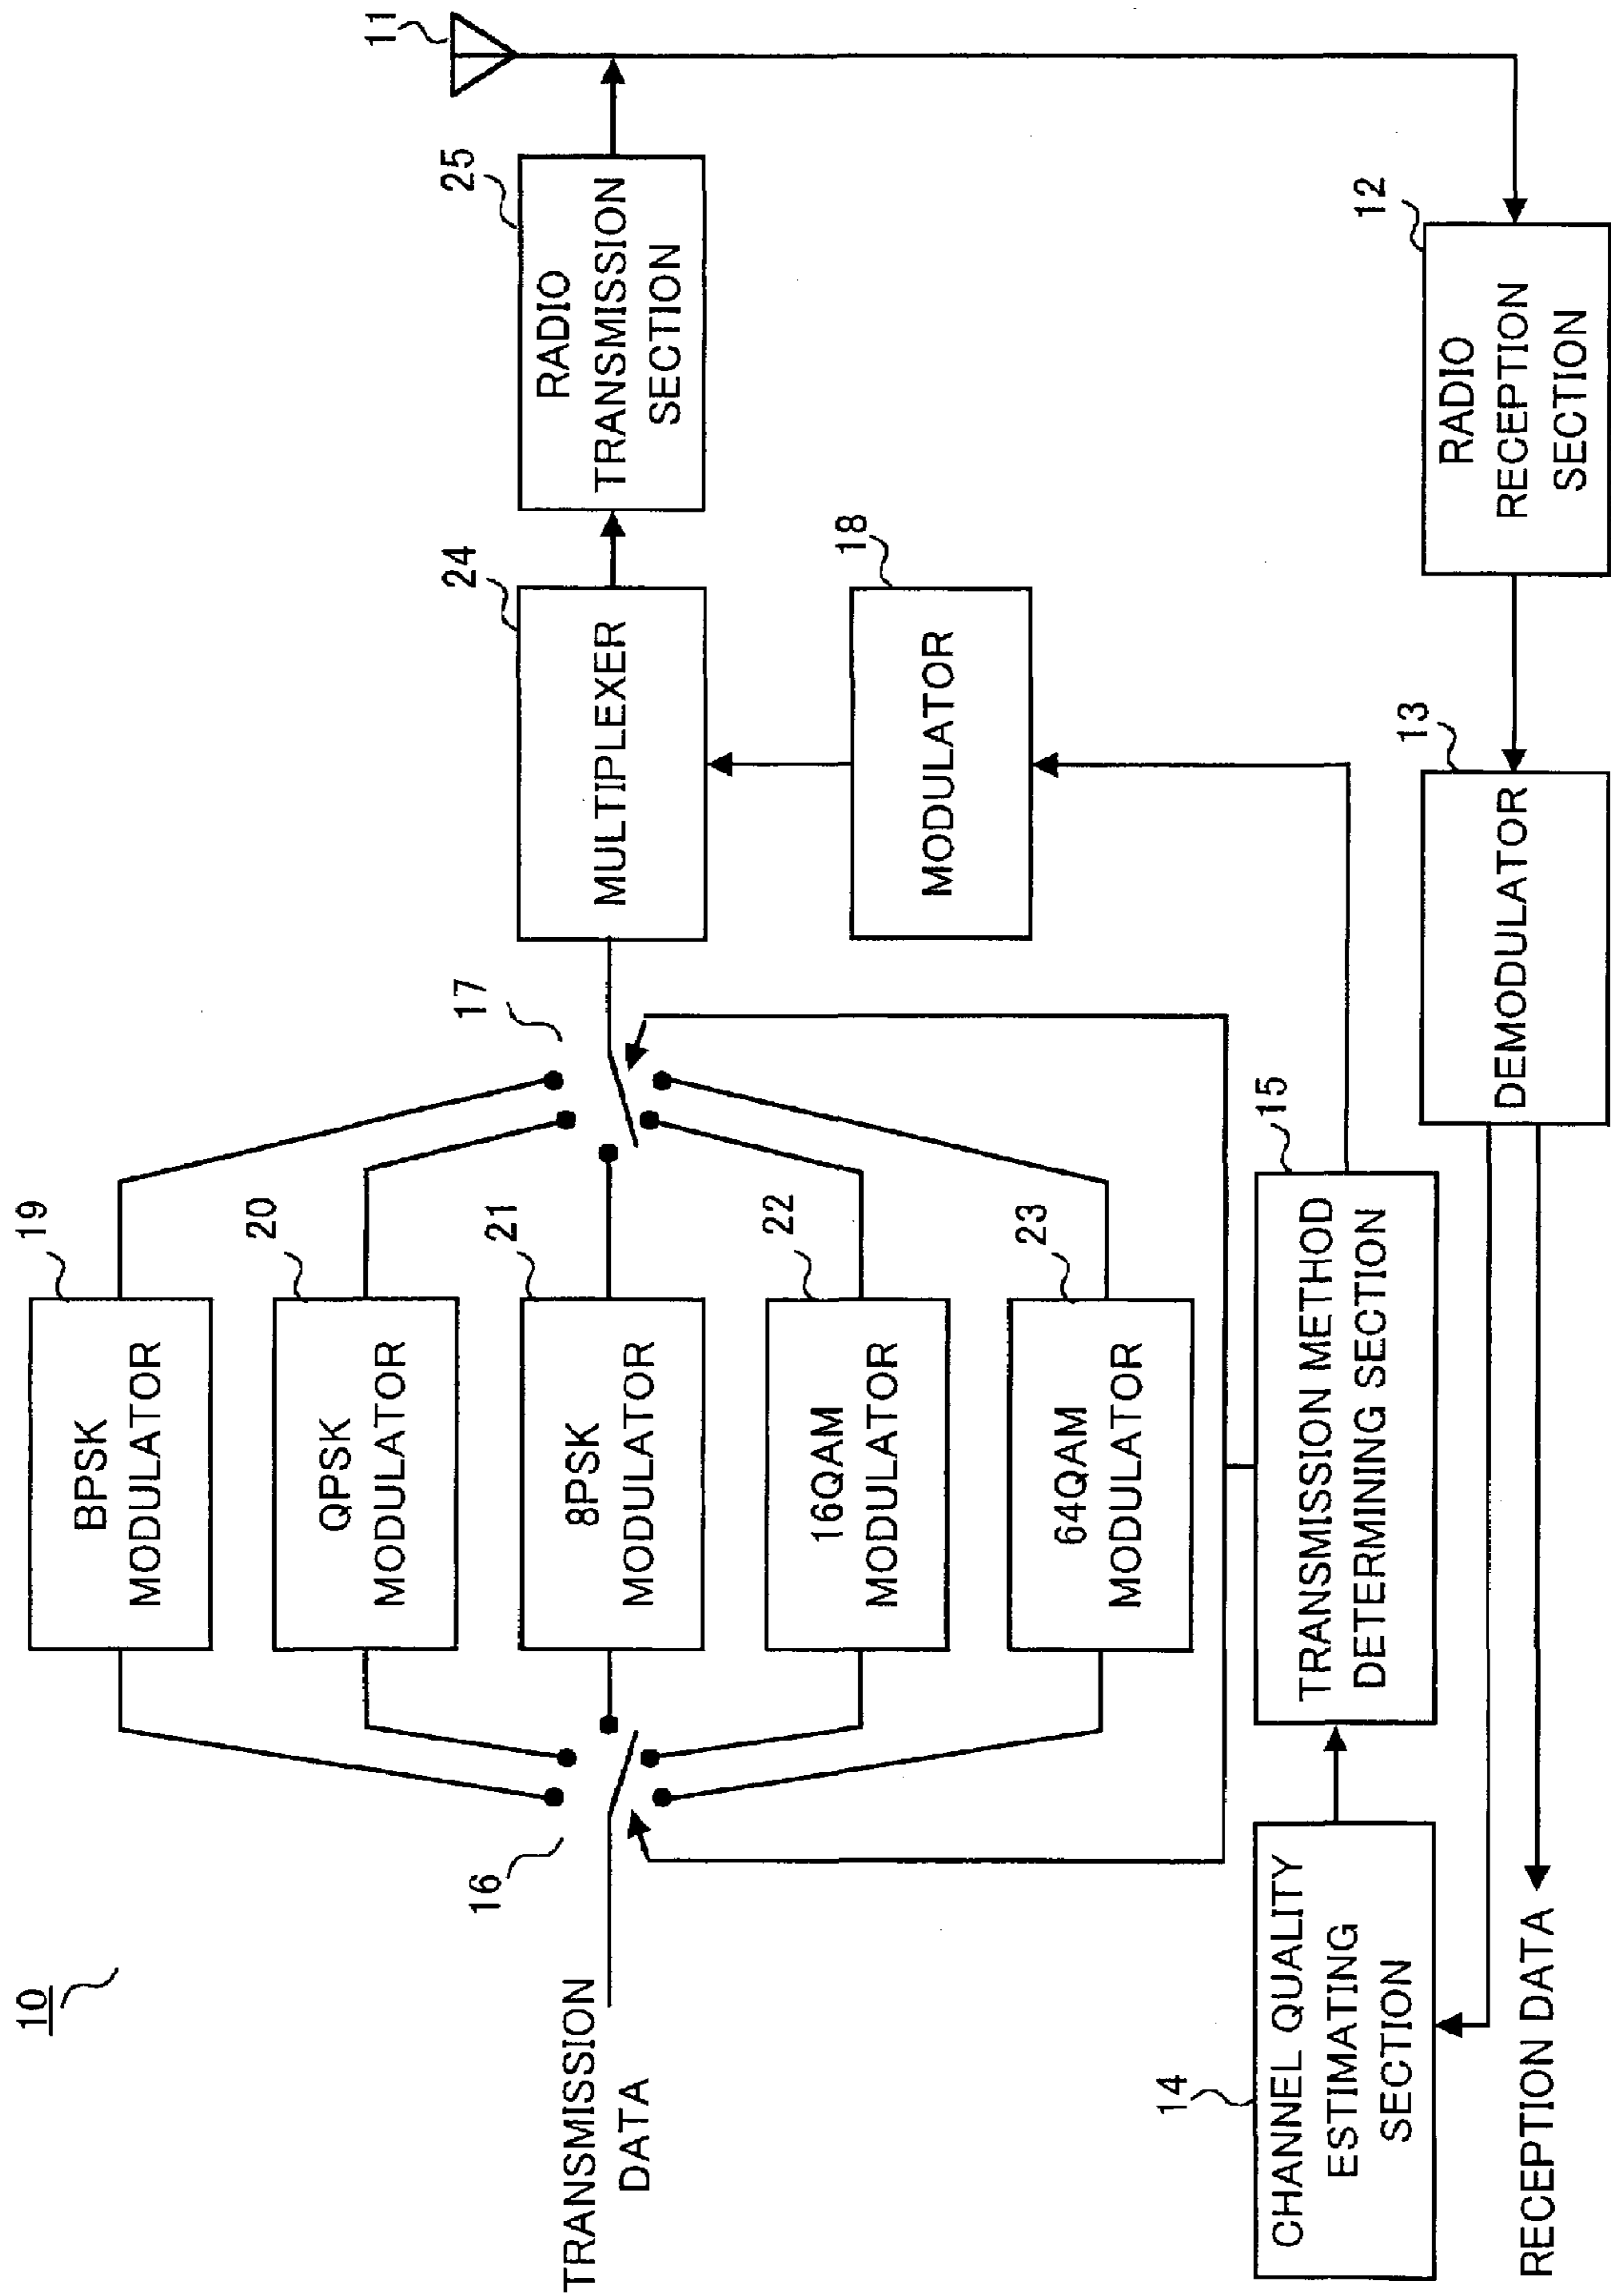 10
TRANSMISSION
DATA
16
BPSK
MODULATOR
19
QPSK
MODULATOR
20
8PSK
MODULATOR
21
16QAM
MODULATOR
22
64QAM
MODULATOR
23
17
MULTIPLEXER
24
RADIO
TRANSMISSION
SECTION
25
11
MODULATOR
18
CHANNEL QUALITY
ESTIMATING
SECTION
14
TRANSMISSION METHOD
DETERMINING SECTION
15
DEMODULATOR
13
RADIO
RECEPTION
SECTION
12
RECEPTION DATA